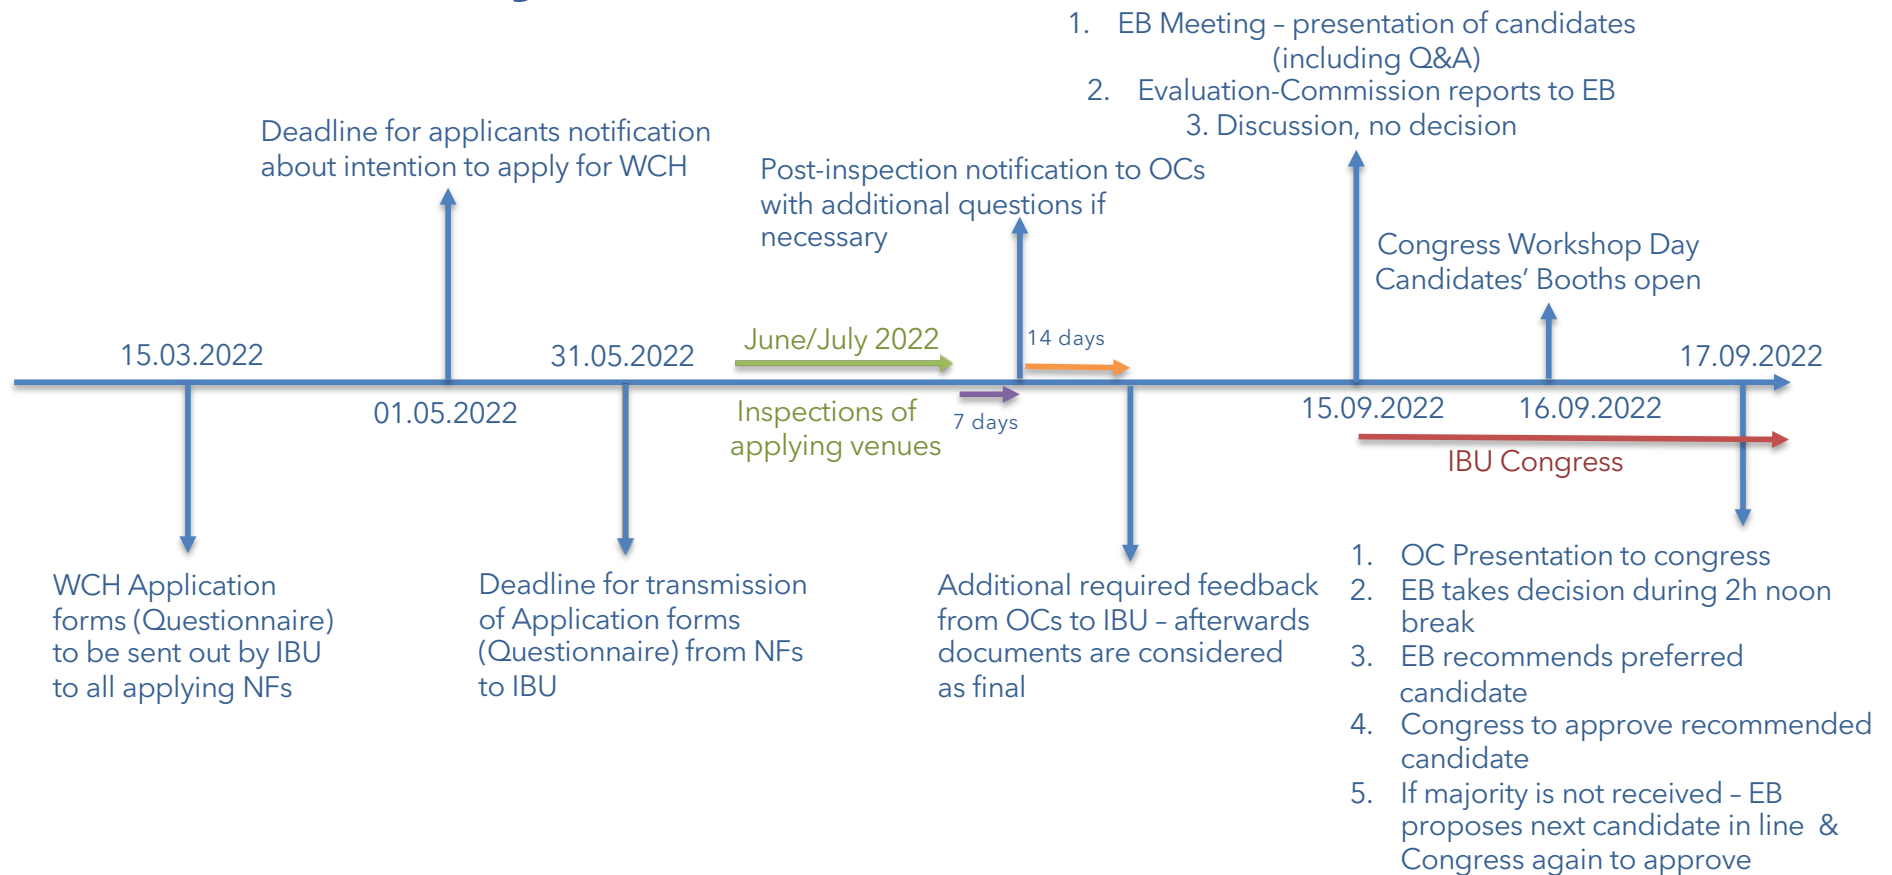 1. EB Meeting – presentation of candidates
(including Q&A)
2. Evaluation-Commission reports to EB
3. Discussion, no decision
Deadline for applicants notification
about intention to apply for WCH
Post-inspection notification to OCs
with additional questions if
necessary
Congress Workshop Day
Candidates’ Booths open
15.03.2022
01.05.2022
31.05.2022
June/July 2022
Inspections of
applying venues
7 days
14 days
15.09.2022
16.09.2022
17.09.2022
IBU Congress
WCH Application
forms (Questionnaire)
to be sent out by IBU
to all applying NFs
Deadline for transmission
of Application forms
(Questionnaire) from NFs
to IBU
Additional required feedback
from OCs to IBU – afterwards
documents are considered
as final
1. OC Presentation to congress
2. EB takes decision during 2h noon
break
3. EB recommends preferred
candidate
4. Congress to approve recommended
candidate
5. If majority is not received – EB
proposes next candidate in line &
Congress again to approve